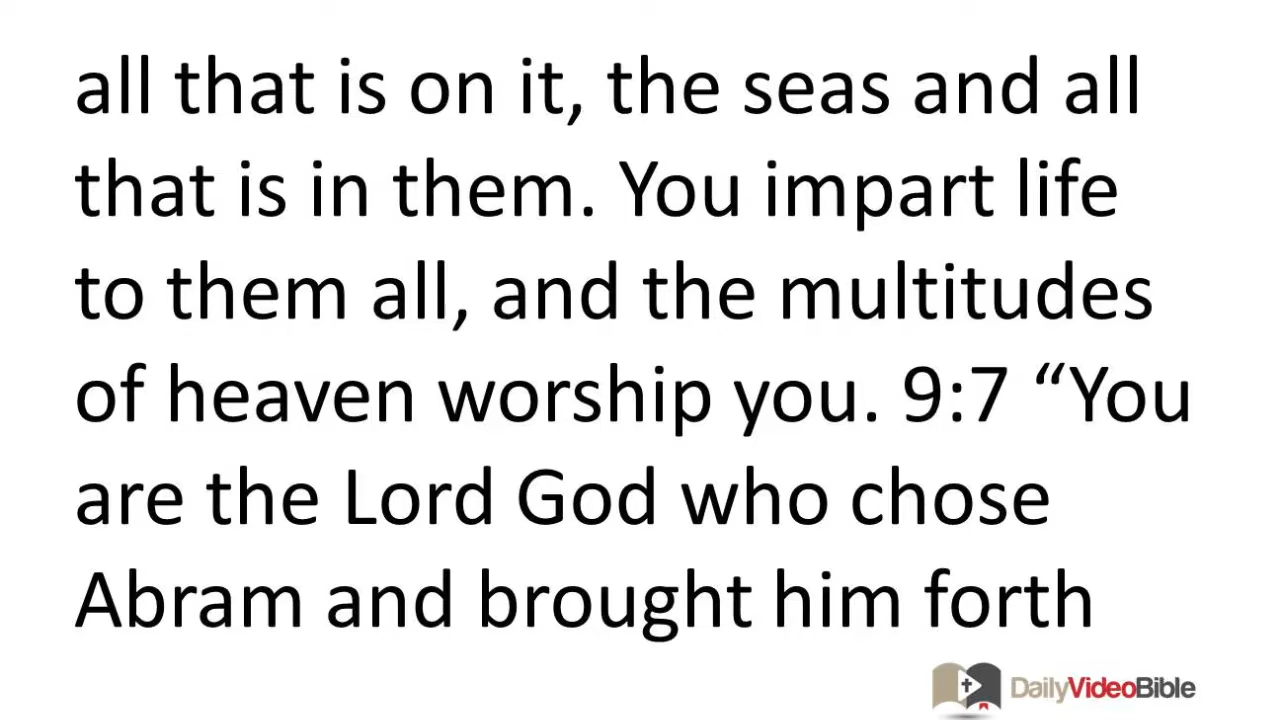 all that is on it, the seas and all
that is in them. You impart life
to them all, and the multitudes
of heaven worship you. 9:7 “You
are the Lord God who chose
Abram and brought him forth
DailyVideoBible